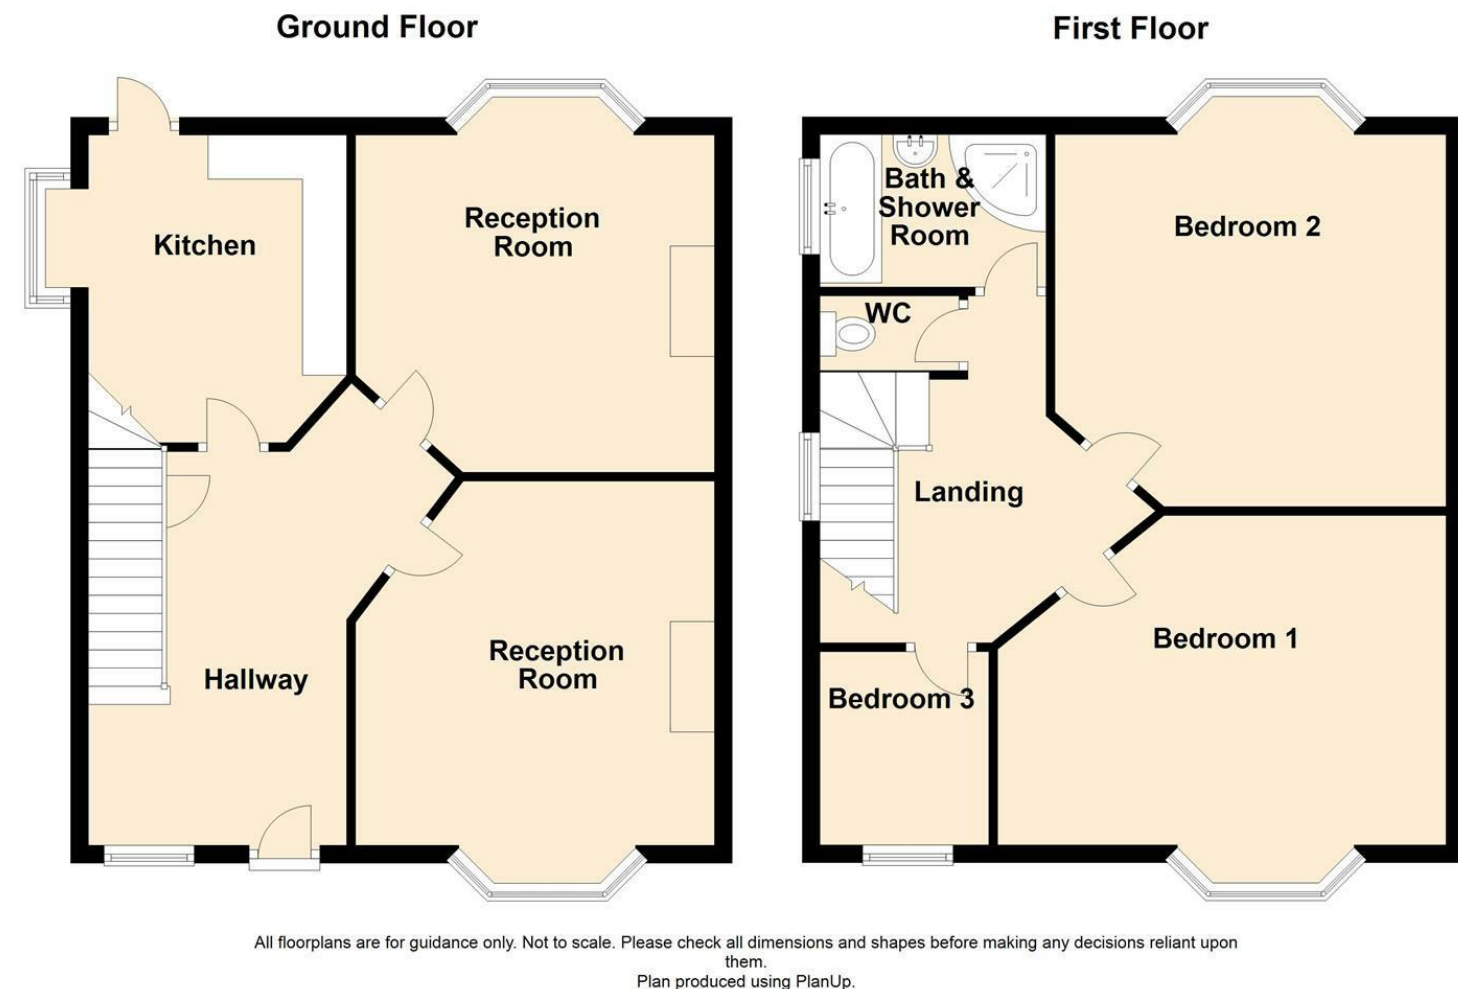 Ground Floor
First Floor
Kitchen
Reception
Room
Hallway
Reception
Room
Bath &
Shower
Room
WC
Bedroom 2
Landing
Bedroom 1
Bedroom 3
All floorplans are for guidance only. Not to scale. Please check all dimensions and shapes before making any decisions reliant upon
them.
Plan produced using PlanUp.